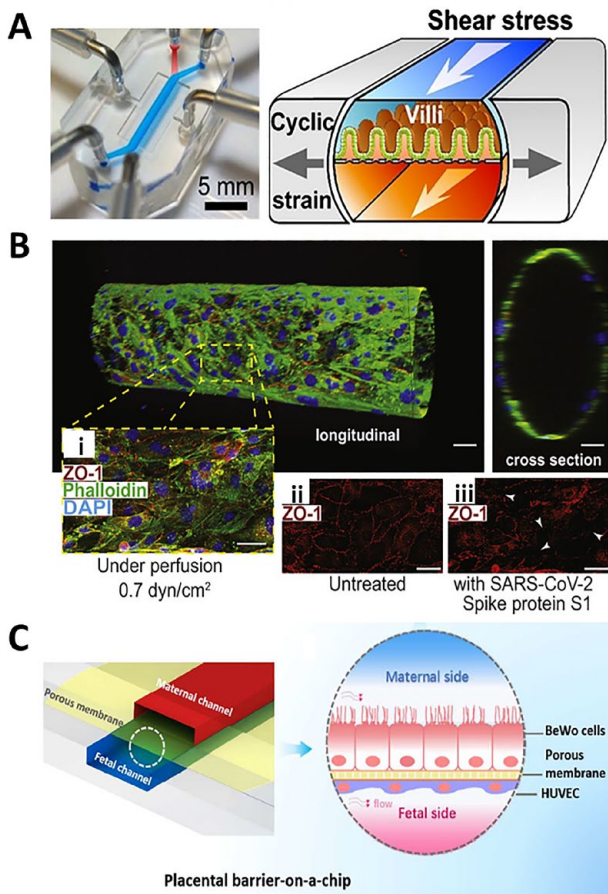 A
5 mm
Shear stress
Cyclic
strain
Villi
B
longitudinal
cross section
i
ZO-1
Phalloidin
DAPI
Under perfusion
0.7 dyn/cm²
ii
ZO-1
Untreated
iii
ZO-1
with SARS-CoV-2
Spike protein S1
C
Porous membrane
Maternal channel
Fetal channel
Maternal side
BeWo cells
Porous
membrane
HUVEC
flow
Fetal side
Placental barrier-on-a-chip